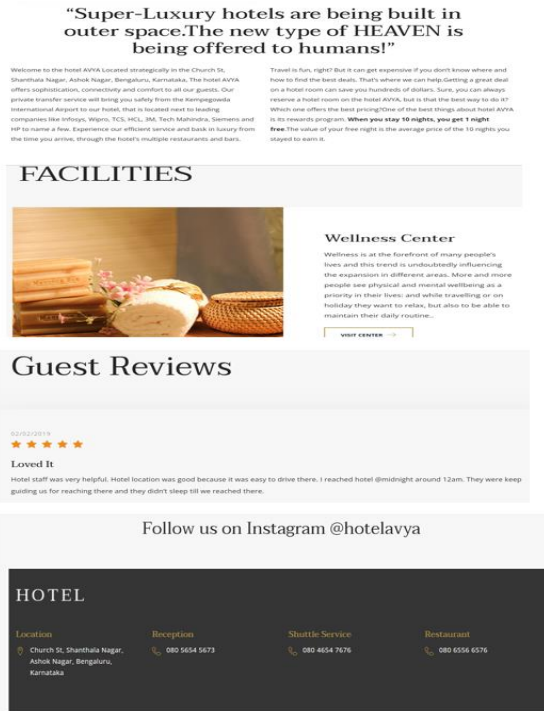 “Super-Luxury hotels are being built in
outer space.The new type of HEAVEN is
being offered to humans!”
Welcome to the hotel AVYA Located strategically in the Church St,
Shanthala Nagar, Ashok Nagar, Bengaluru, Karnataka, The hotel AVYA
offers sophistication, connectivity and comfort to all our guests. Our
private transfer service will bring you safely from the Kempegowda
International Airport to our hotel, that is located next to leading
companies like Infosys, Wipro, TCS, HCL, 3M, Tech Mahindra, Siemens and
HP to name a few. Experience our efficient service and bask in luxury from
the time you arrive, through the hotel's multiple restaurants and bars.
Travel is fun, right? But it can get expensive if you don't know where and
how to find the best deals. That's where we can help.Getting a great deal
on a hotel room can save you hundreds of dollars. Sure, you can always
reserve a hotel room on the hotel AVYA, but is that the best way to do it?
Which one offers the best pricing?One of the best things about hotel AVYA
is its rewards program. When you stay 10 nights, you get 1 night
free.The value of your free night is the average price of the 10 nights you
stayed to earn it.
FACILITIES
Wellness Center
Wellness is at the forefront of many people's
lives and this trend is undoubtedly influencing
the expansion in different areas. More and more
people see physical and mental wellbeing as a
priority in their lives: and while travelling or on
holiday they want to relax, but also to be able to
maintain their daily routine..
VISIT CENTER
Guest Reviews
02/02/2019
Loved It
Hotel staff was very helpful. Hotel location was good because it was easy to drive there. I reached hotel @midnight around 12am. They were keep
guiding us for reaching there and they didn't sleep till we reached there.
Follow us on Instagram @hotelavya
HOTEL
Location
Church St, Shanthala Nagar,
Ashok Nagar, Bengaluru,
Karnataka
Reception
080 5654 5673
Shuttle Service
080 4654 7676
Restaurant
080 6556 6576